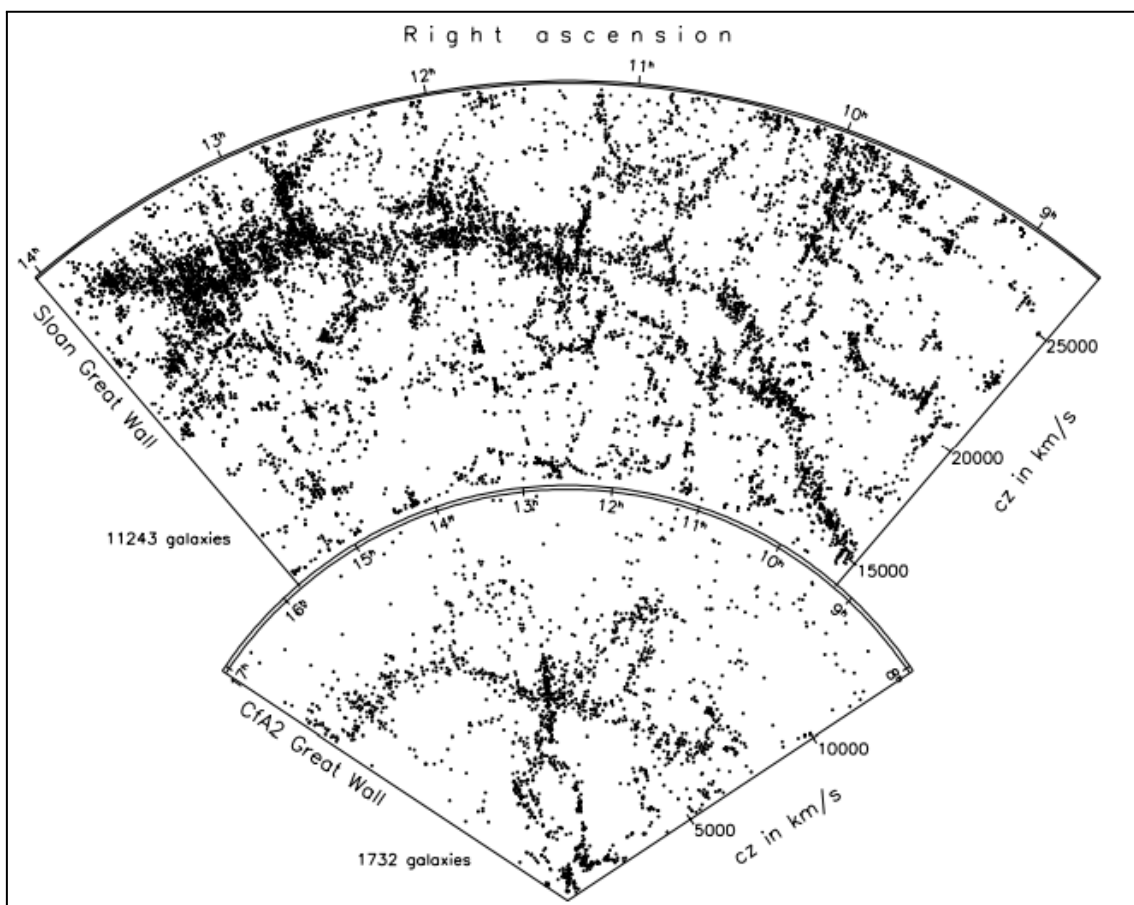 Right ascension
14ʰ
13ʰ
12ʰ
11ʰ
10ʰ
9ʰ
Sloan Great Wall
11243 galaxies
25000
20000
15000
cz in km/s
16ʰ
15ʰ
14ʰ
13ʰ
12ʰ
11ʰ
10ʰ
9ʰ
17ʰ
8ʰ
CfA2 Great Wall
1732 galaxies
10000
5000
cz in km/s